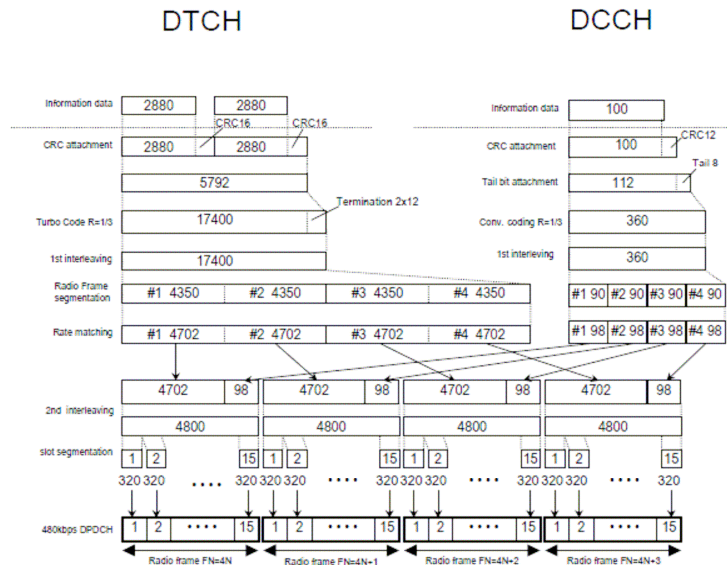 DTCH DCCH
Information data 2880 2880 Information data 100
CRC16 CRC16 CRC12
CRC attachment 2880 2880 CRC attachment 100
Tail 8
5792 Tail bit attachment 112
Termination 2x12
Turbo Code R=1/3 17400 Conv. coding R=1/3 360
1st interleaving 17400 1st interleving 360
Radio Frame
segmentation #1 4350 #2 4350 #3 4350 #4 4350 #1 90 #2 90 #3 90 #4 90
Rate matching #1 4702 #2 4702 #3 4702 #4 4702 #1 98 #2 98 #3 98 #4 98
4702 98 4702 98 4702 98 4702 98
2nd interleaving
4800 4800 4800 4800
slot segmentation 1 2 15 1 2 15 1 2 15 1 2 15
320 320 •••• 320 320 320 •••• 320 320 320 •••• 320 320 320 •••• 320
480kbps DPDCH 1 2 •••• 15 1 2 •••• 15 1 2 •••• 15 1 2 •••• 15
Radio frame FN=4N Radio frame FN=4N+1 Radio frame FN=4N+2 Radio frame FN=4N+3